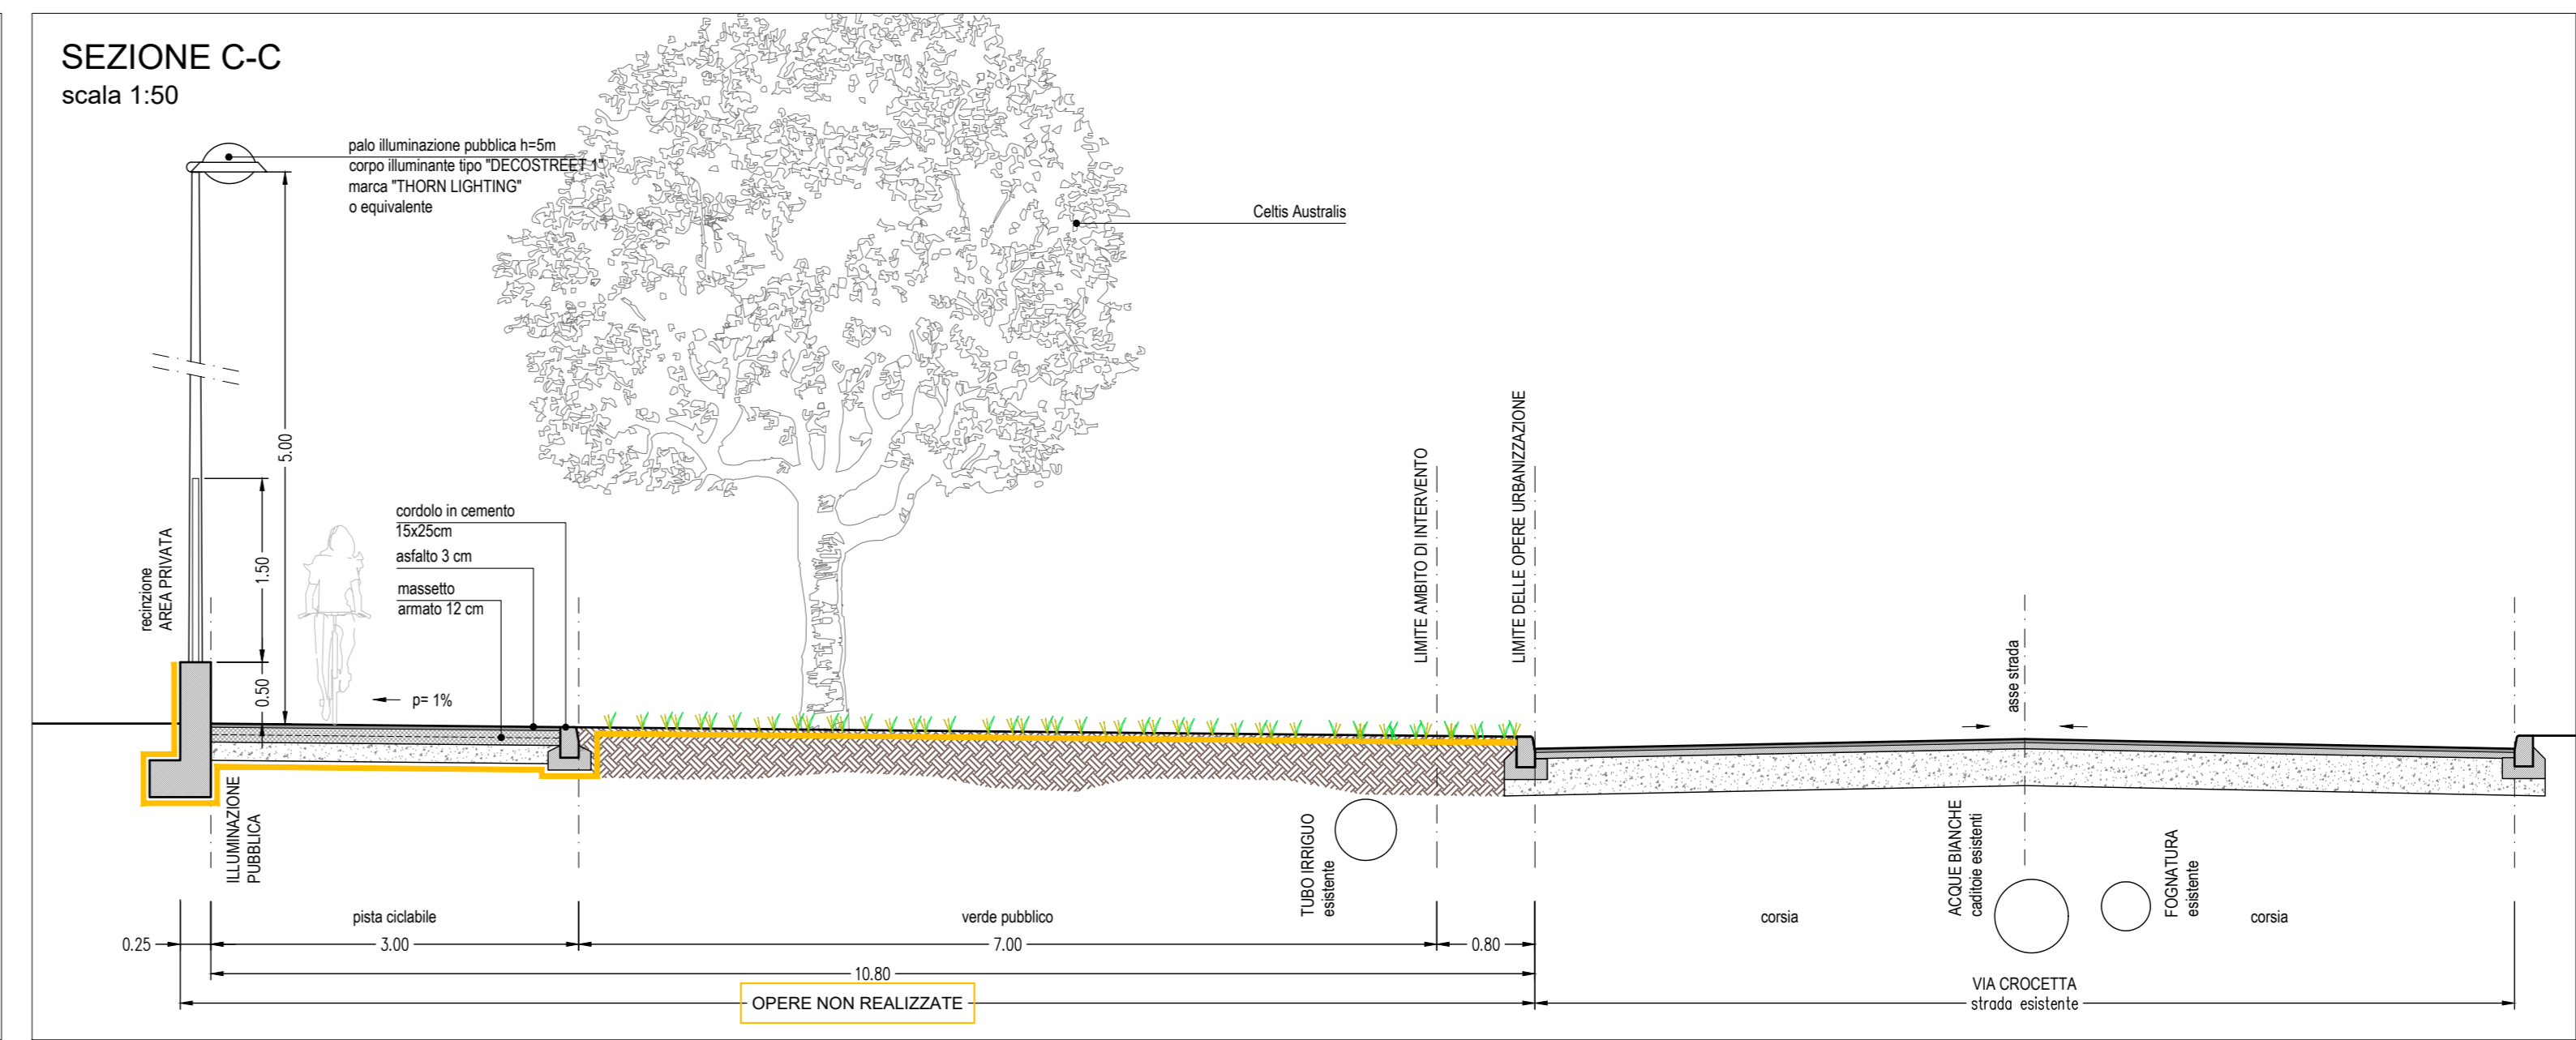 SEZIONE C-C
scala 1:50
palo illuminazione pubblica h=5m
corpo illuminante tipo "DECOSTREET 1"
marca "THORN LIGHTING"
o equivalente
Celtis Australis
5.00
1.50
0.50
recinzione
AREA PRIVATA
cordolo in cemento
15x25cm
asfalto 3 cm
massetto
armato 12 cm
p= 1%
LIMITE AMBITO DI INTERVENTO
LIMITE DELLE OPERE URBANIZZAZIONE
asse strada
ILLUMINAZIONE
PUBBLICA
TUBO IRRIGUO
esistente
ACQUE BIANCHE
caditoie esistenti
FOGNATURA
esistente
pista ciclabile
verde pubblico
corsia
corsia
0.25
3.00
7.00
0.80
10.80
OPERE NON REALIZZATE
VIA CROCETTA
strada esistente